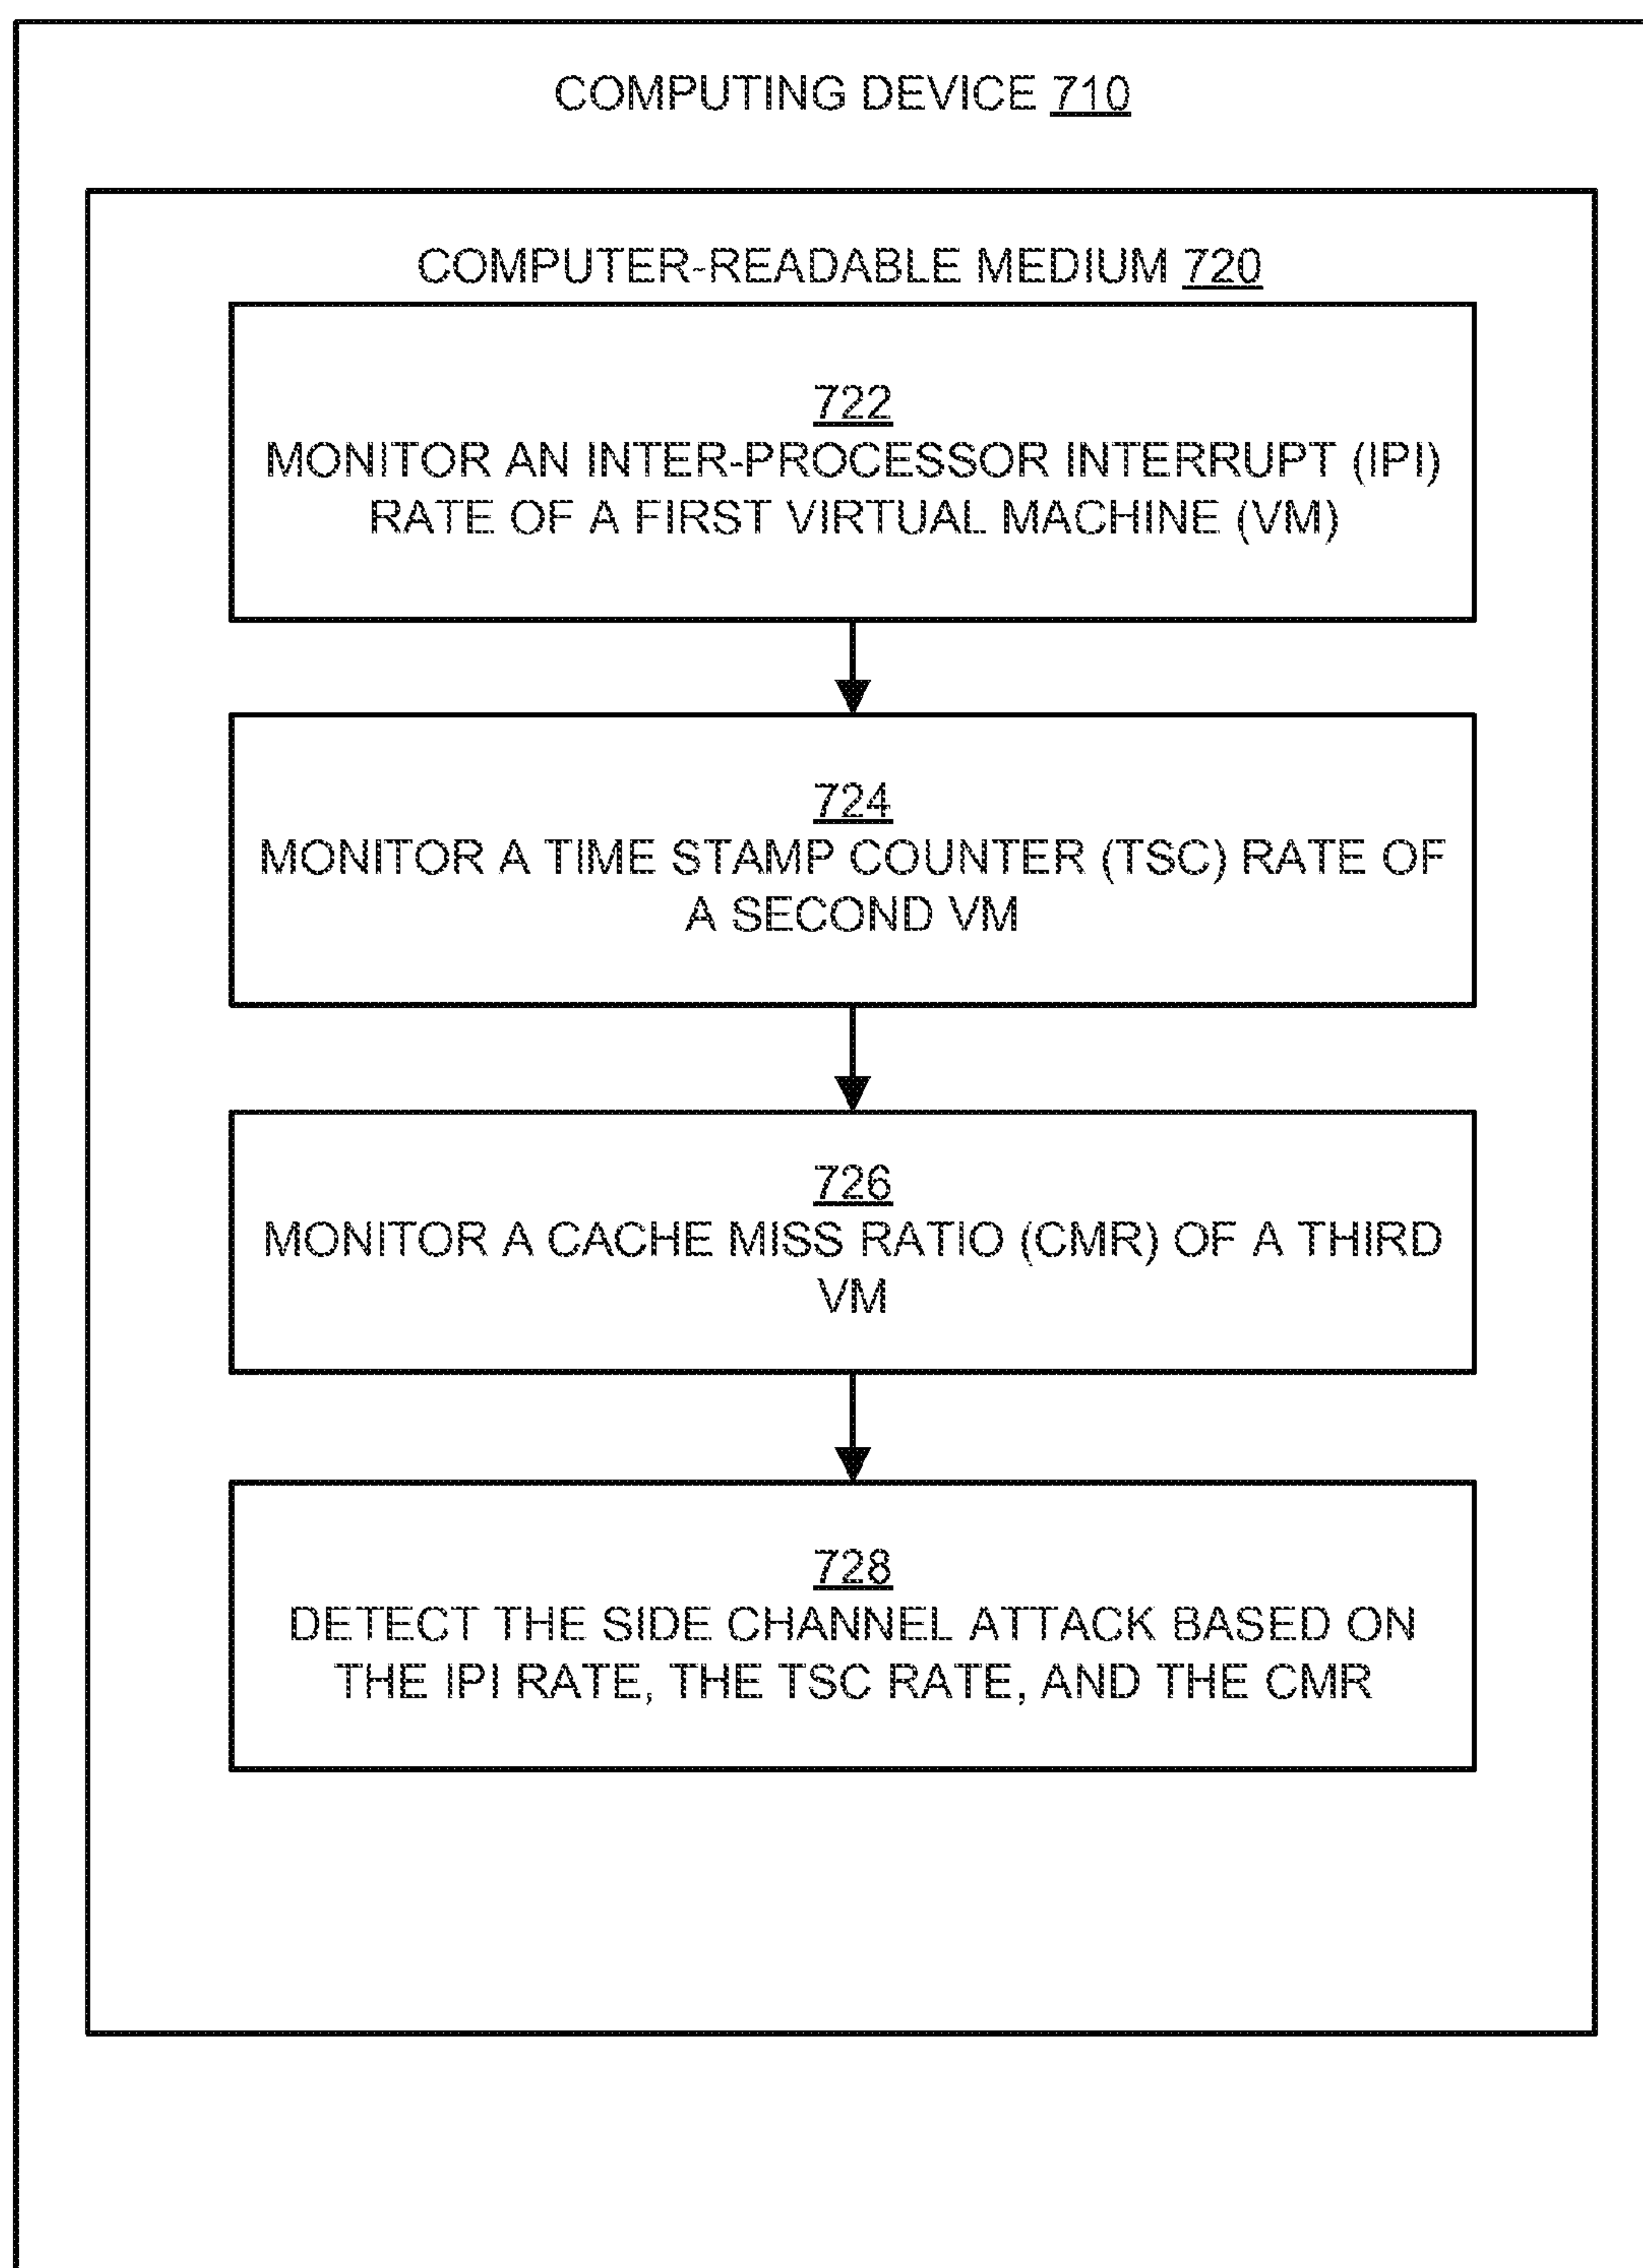 COMPUTING DEVICE 710
COMPUTER-READABLE MEDIUM 720
722
MONITOR AN INTER-PROCESSOR INTERRUPT (IPI)
RATE OF A FIRST VIRTUAL MACHINE (VM)
724
MONITOR A TIME STAMP COUNTER (TSC) RATE OF
A SECOND VM
726
MONITOR A CACHE MISS RATIO (CMR) OF A THIRD
VM
728
DETECT THE SIDE CHANNEL ATTACK BASED ON
THE IPI RATE, THE TSC RATE, AND THE CMR